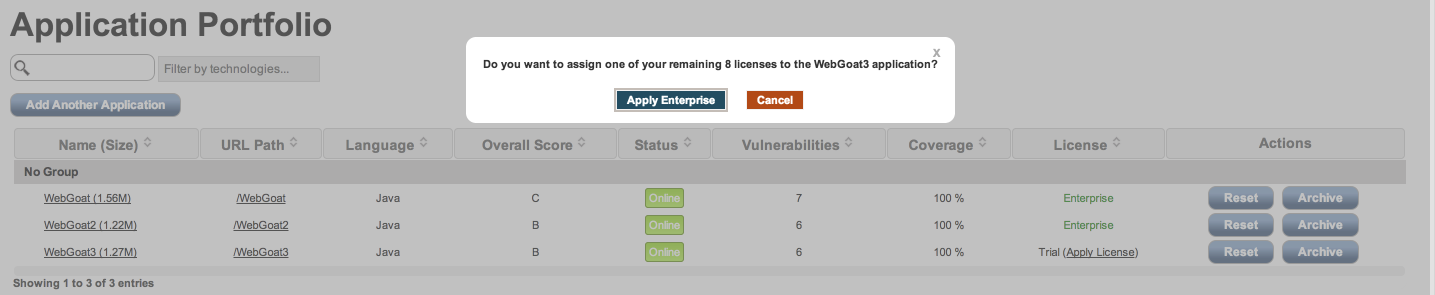 Application Portfolio
x
Do you want to assign one of your remaining 8 licenses to the WebGoat3 application?
Filter by technologies...
Apply Enterprise Cancel
Add Another Application
Name (Size) URL Path Language Overall Score Status Vulnerabilities Coverage License Actions
No Group
WebGoat (1.56M) /WebGoat Java C Online 7 100 % Enterprise Reset Archive
WebGoat2 (1.22M) /WebGoat2 Java B Online 6 100 % Enterprise Reset Archive
WebGoat3 (1.27M) /WebGoat3 Java B Online 6 100 % Trial (Apply License) Reset Archive
Showing 1 to 3 of 3 entries